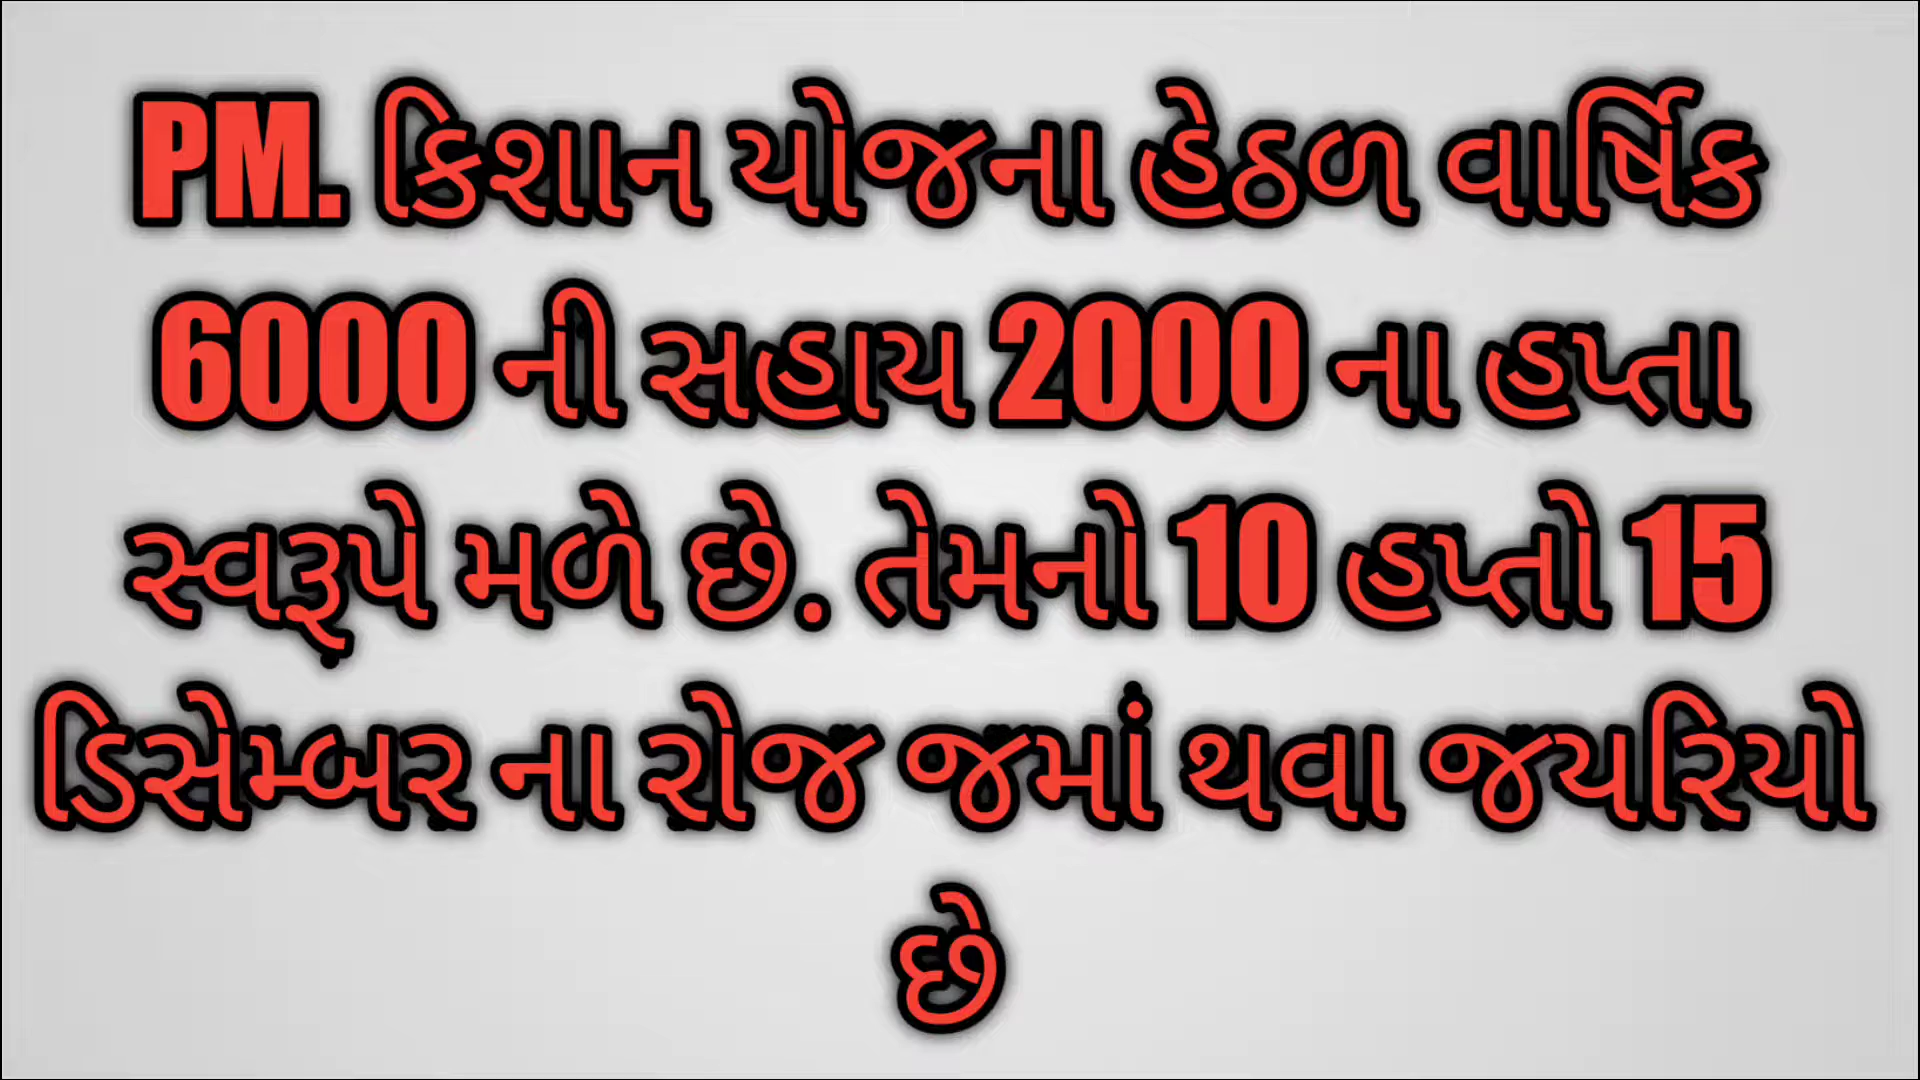 PM. કિશાન યોજના હેઠળ વાર્ષિક
6000 ની સહાય 2000 ના હપ્તા
સ્વરૂપે મળે છે. તેમનો 10 હપ્તો 15
ડિસેમ્બર ના રોજ જમાં થવા જયરિયો
છે